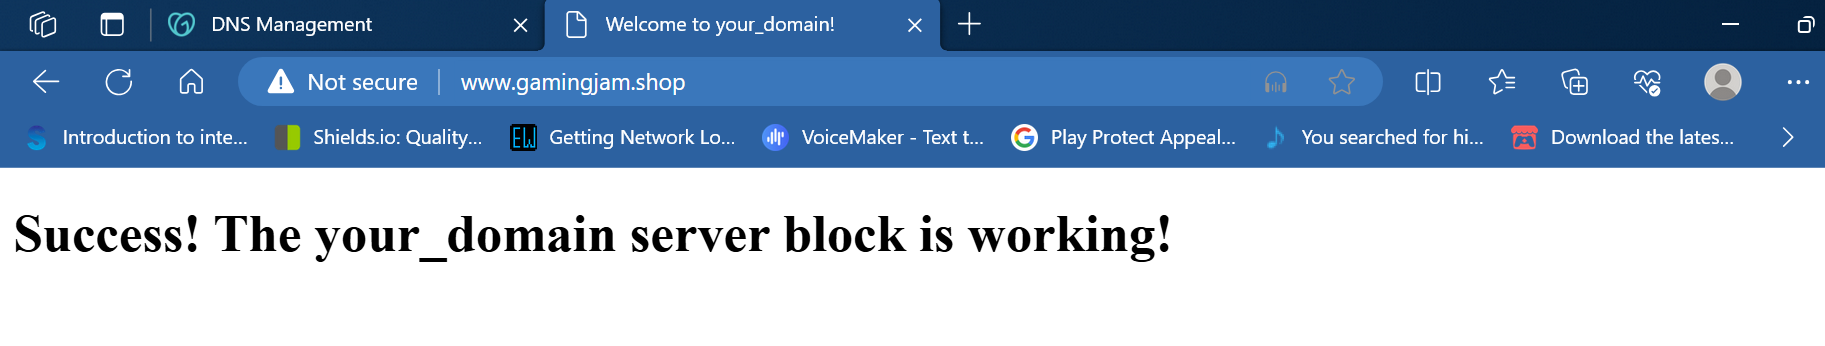 DNS Management
Welcome to your_domain!
Not secure www.gamingjam.shop
Introduction to inte... Shields.io: Quality... EW Getting Network Lo... VoiceMaker - Text t... Play Protect Appeal... You searched for hi... Download the lates...
Success! The your_domain server block is working!